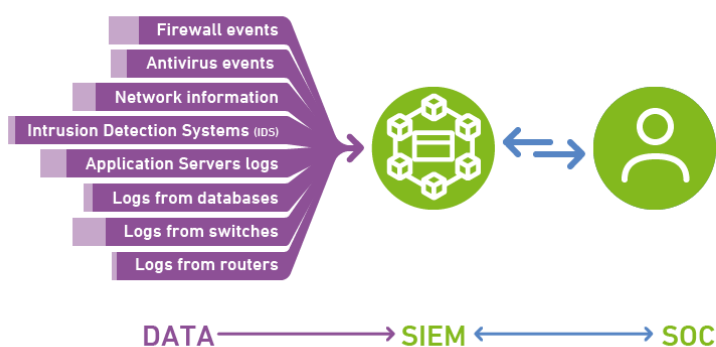 Firewall events
Antivirus events
Network information
Intrusion Detection Systems (IDS)
Application Servers logs
Logs from databases
Logs from switches
Logs from routers
DATA SIEM SOC